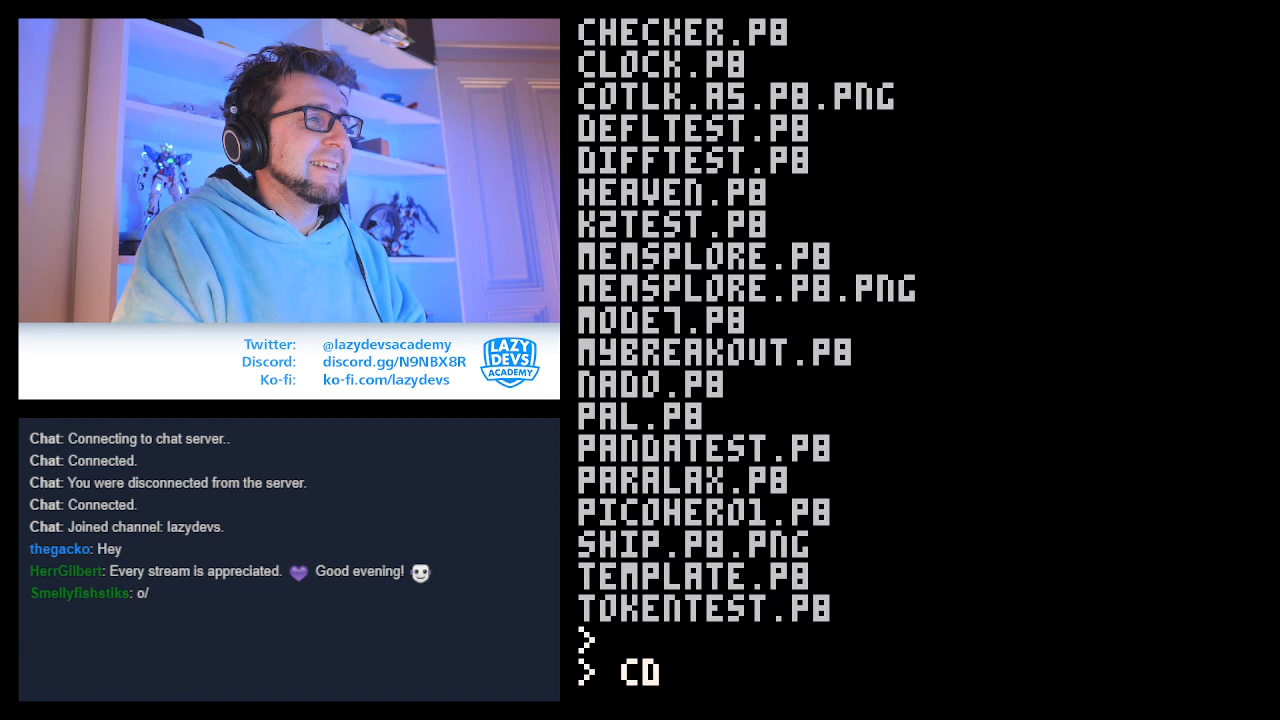 Twitter: @lazydevsacademy
Discord: discord.gg/N9NBX8R
Ko-fi: ko-fi.com/lazydevs
LAZY
DEVS
ACADEMY
Chat: Connecting to chat server..
Chat: Connected.
Chat: You were disconnected from the server.
Chat: Connected.
Chat: Joined channel: lazydevs.
thegacko: Hey
HerrGilbert: Every stream is appreciated. 💜 Good evening!
Smellyfishstiks: o/
CHECKER.P8
CLOCK.P8
COTLK.A5.P8.PNG
DEFLTEST.P8
DIFFTEST.P8
HEAVEN.P8
K2TEST.P8
MEMSPLORE.P8
MEMSPLORE.P8.PNG
MODE7.P8
MYBREAKOUT.P8
NADO.P8
PAL.P8
PANDATEST.P8
PARALAX.P8
PICOHERO1.P8
SHIP.P8.PNG
TEMPLATE.P8
TOKENTEST.P8
>
> CD